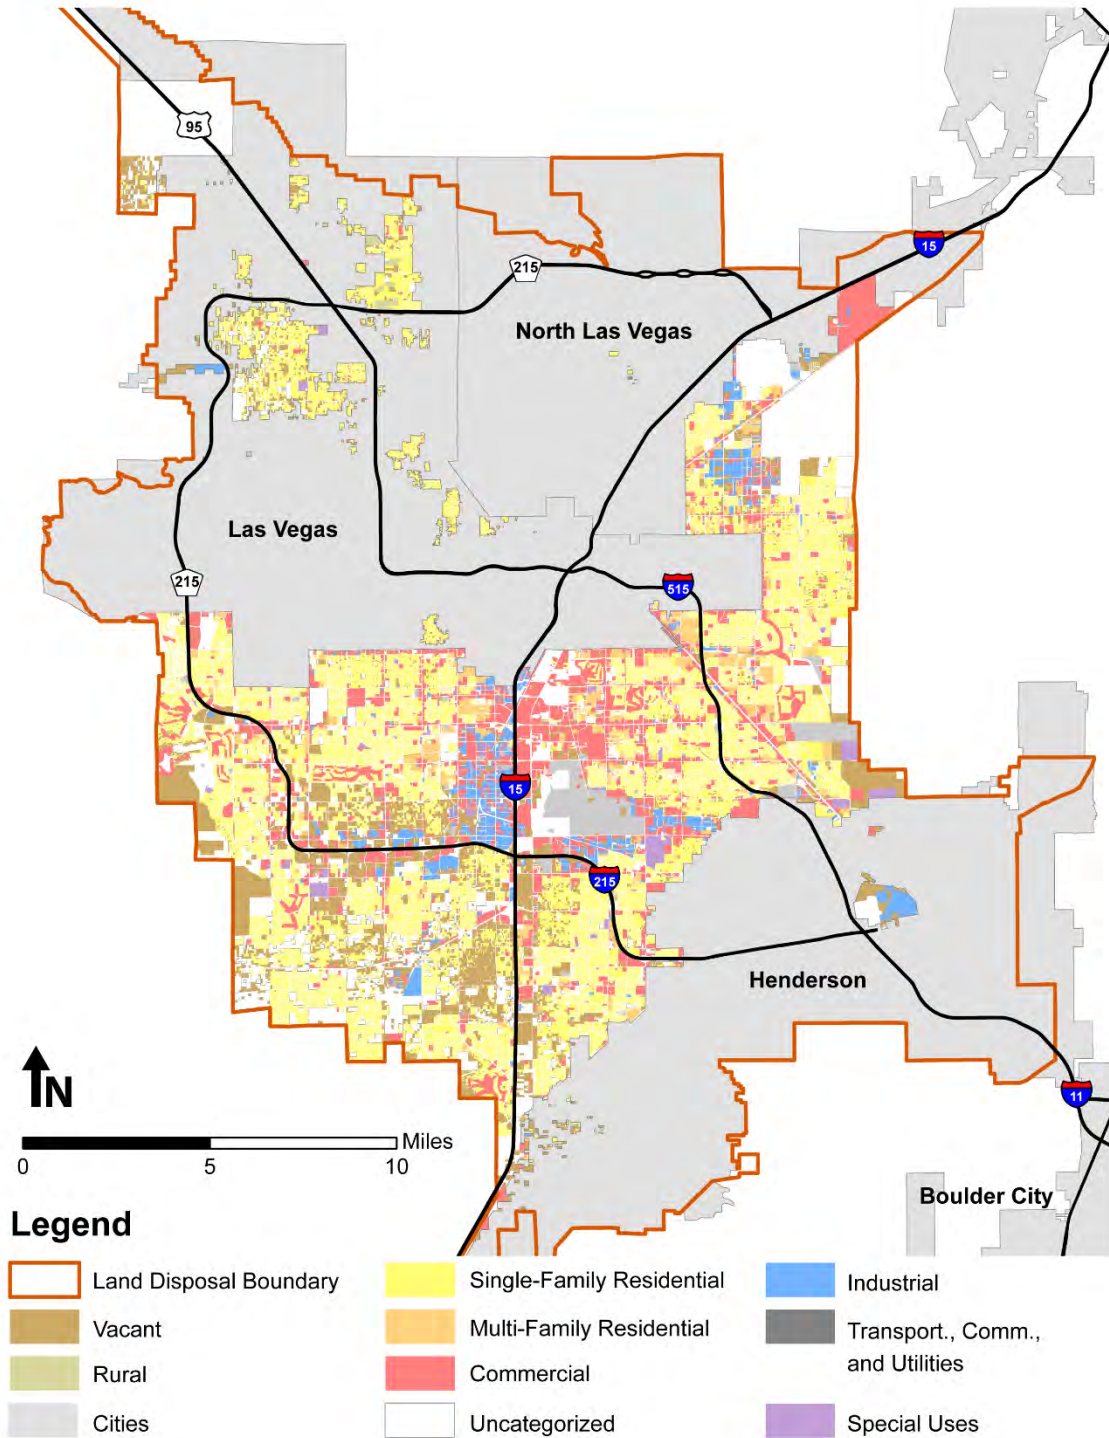 95
215
15
North Las Vegas
Las Vegas
215
515
15
215
Henderson
N
Miles
0 5 10
11
Boulder City
Legend
Land Disposal Boundary
Single-Family Residential
Industrial
Vacant
Multi-Family Residential
Transport., Comm.,
and Utilities
Rural
Commercial
Cities
Uncategorized
Special Uses